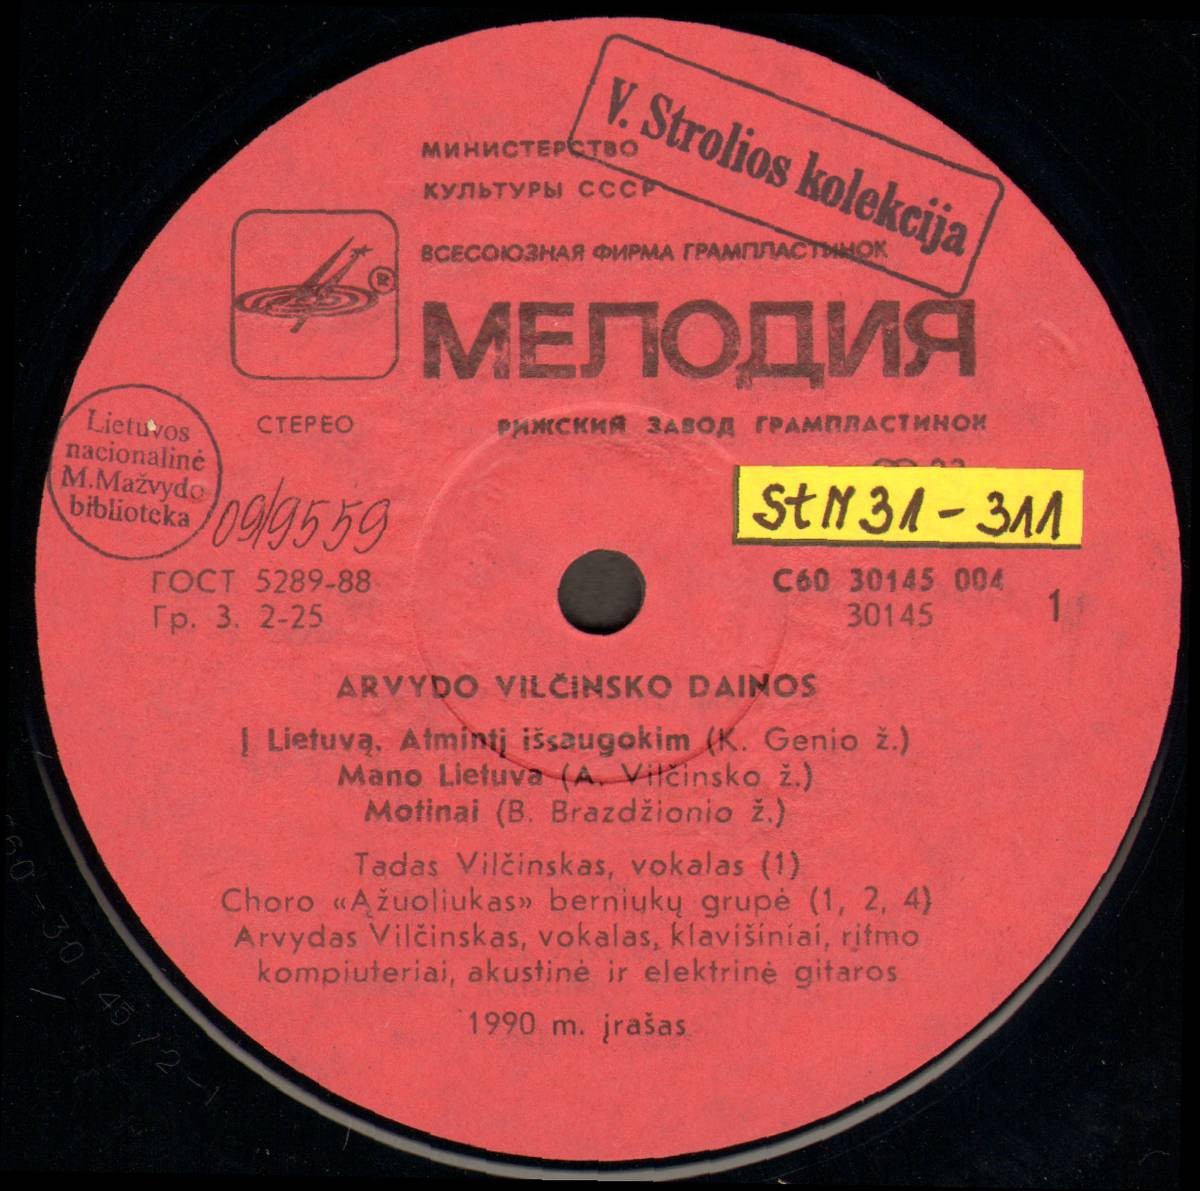 V. Strolios kolekcija
МИНИСТЕРСТВО
КУЛЬТУРЫ СССР
ВСЕСОЮЗНАЯ ФИРМА ГРАМПЛАСТИНОК
®
МЕЛОДИЯ
СТЕРЕО
РИЖСКИЙ ЗАВОД ГРАМПЛАСТИНОК
Lietuvos
nacionalinė
M.Mažvydo
biblioteka
09/9559
StM31-311
ГОСТ 5289-88
Гр. 3. 2-25
С60 30145 004
30145
1
ARVYDO VILČINSKO DAINOS
Į Lietuvą. Atmintį išsaugokim (K. Genio ž.)
Mano Lietuva (A. Vilčinsko ž.)
Motinai (B. Brazdžionio ž.)
Tadas Vilčinskas, vokalas (1)
Choro «Ąžuoliukas» berniukų grupė (1, 2, 4)
Arvydas Vilčinskas, vokalas, klavišiniai, ritmo
kompiuteriai, akustinė ir elektrinė gitaros
1990 m. įrašas